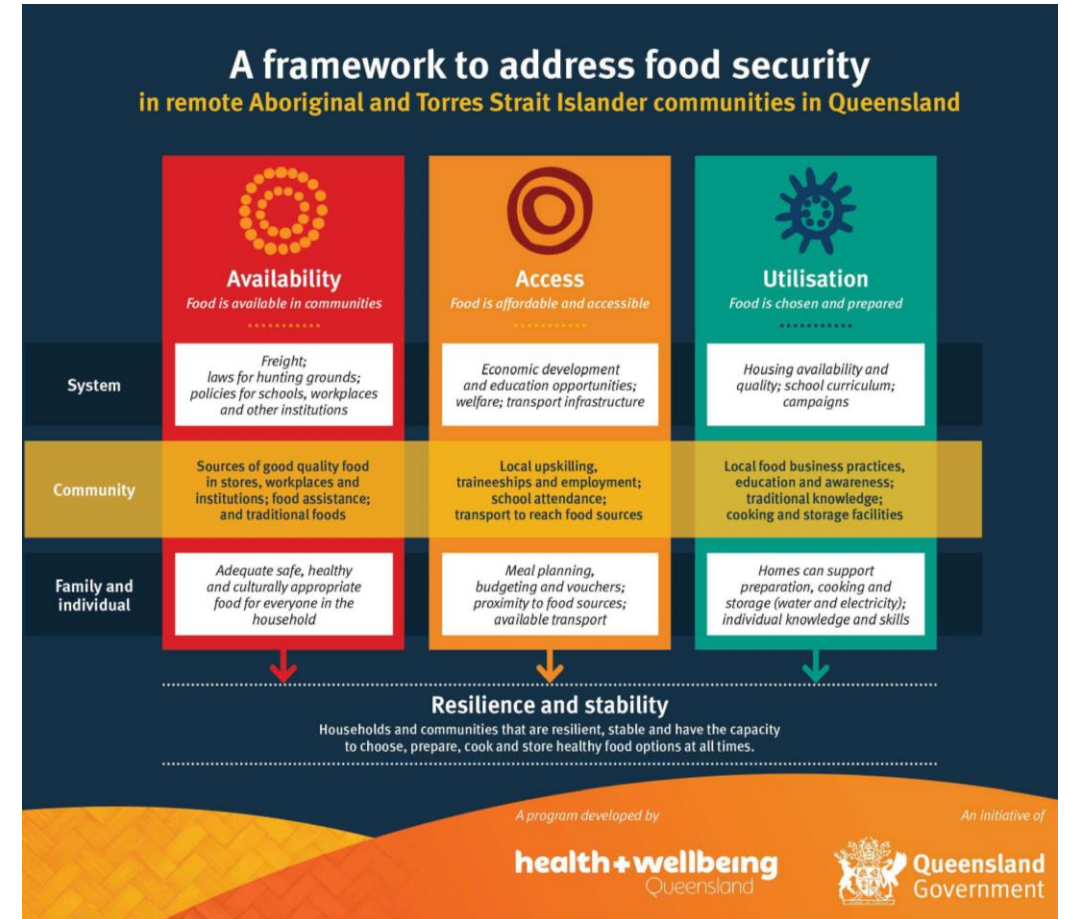 A framework to address food security
in remote Aboriginal and Torres Strait Islander communities in Queensland
Availability
Food is available in communities
Access
Food is affordable and accessible
Utilisation
Food is chosen and prepared
System
Freight;
laws for hunting grounds;
policies for schools, workplaces
and other institutions
Economic development
and education opportunities;
welfare; transport infrastructure
Housing availability and
quality; school curriculum;
campaigns
Community
Sources of good quality food
in stores, workplaces and
institutions; food assistance;
and traditional foods
Local upskilling,
traineeships and employment;
school attendance;
transport to reach food sources
Local food business practices,
education and awareness;
traditional knowledge;
cooking and storage facilities
Family and
individual
Adequate safe, healthy
and culturally appropriate
food for everyone in the
household
Meal planning,
budgeting and vouchers;
proximity to food sources;
available transport
Homes can support
preparation, cooking and
storage (water and electricity);
individual knowledge and skills
Resilience and stability
Households and communities that are resilient, stable and have the capacity
to choose, prepare, cook and store healthy food options at all times.
A program developed by
health+wellbeing
Queensland
An initiative of
Queensland
Government